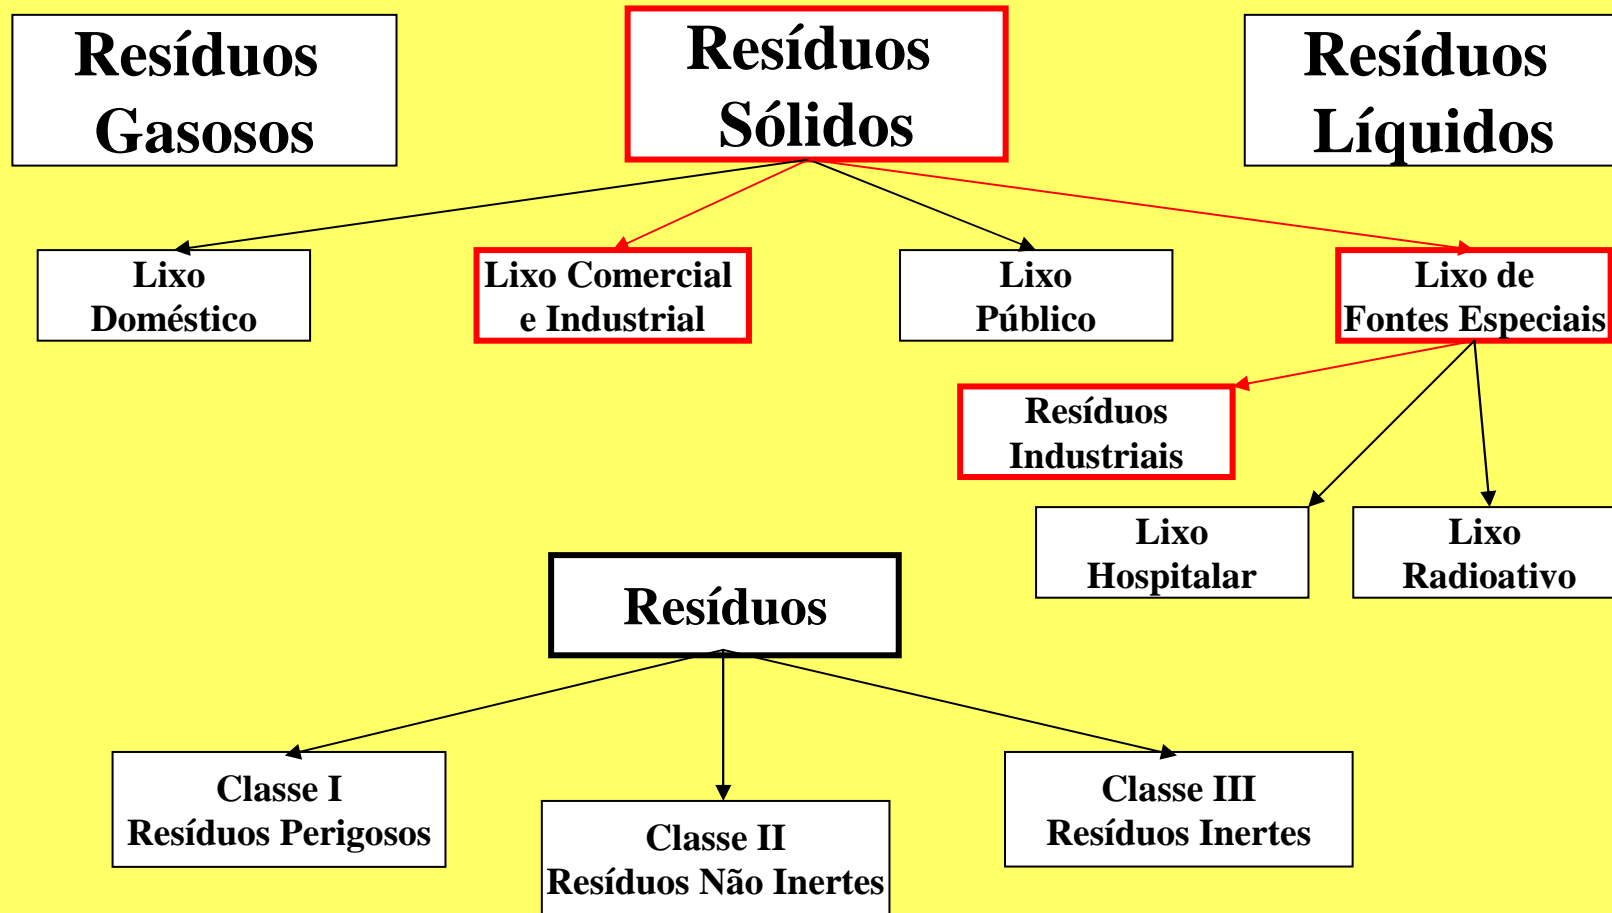 Resíduos
Gasosos
Resíduos
Sólidos
Resíduos
Líquidos
Lixo
Doméstico
Lixo Comercial
e Industrial
Lixo
Público
Lixo de
Fontes Especiais
Resíduos
Industriais
Lixo
Hospitalar
Lixo
Radioativo
Resíduos
Classe I
Resíduos Perigosos
Classe II
Resíduos Não Inertes
Classe III
Resíduos Inertes